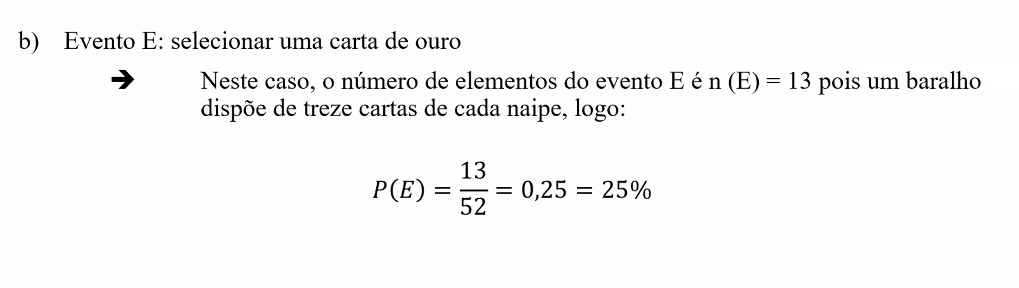 b) Evento E: selecionar uma carta de ouro
➔ Neste caso, o número de elementos do evento E é n (E) = 13 pois um baralho
dispõe de treze cartas de cada naipe, logo:
P(E) = 13/52 = 0,25 = 25%